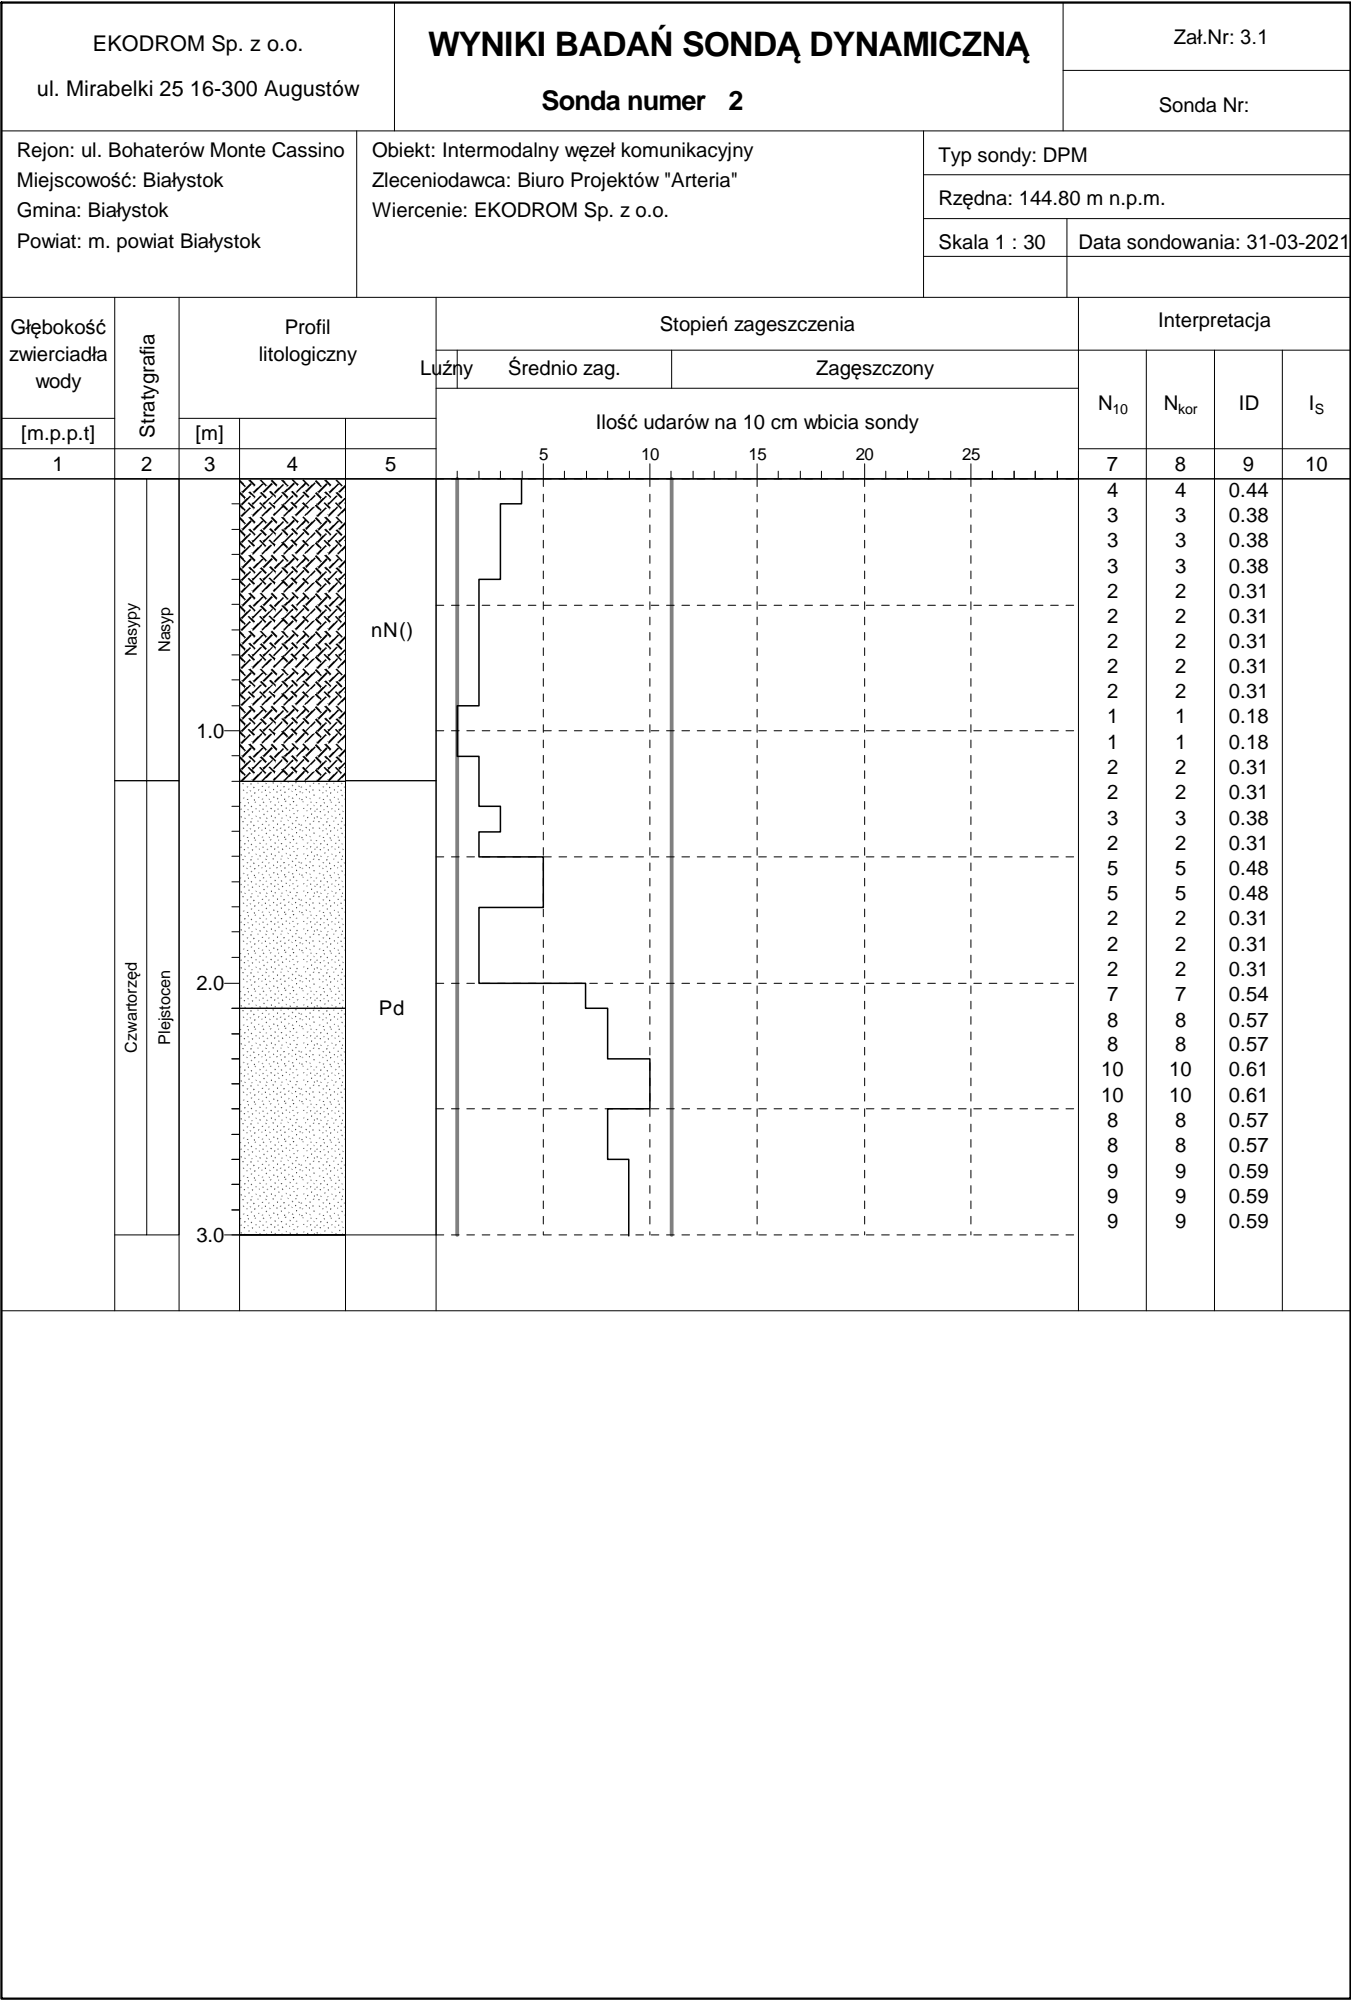 EKODROM Sp. z o.o.
ul. Mirabelki 25 16-300 Augustów
WYNIKI BADAŃ SONDĄ DYNAMICZNĄ
Sonda numer 2
Zał.Nr: 3.1
Sonda Nr:
Rejon: ul. Bohaterów Monte Cassino
Miejscowość: Białystok
Gmina: Białystok
Powiat: m. powiat Białystok
Obiekt: Intermodalny węzeł komunikacyjny
Zleceniodawca: Biuro Projektów "Arteria"
Wiercenie: EKODROM Sp. z o.o.
Typ sondy: DPM
Rzędna: 144.80 m n.p.m.
Skala 1 : 30 Data sondowania: 31-03-2021
Głębokość
zwierciadła
wody
[m.p.p.t]
Stratygrafia
Profil
litologiczny
[m]
Stopień zageszczenia
Luźny Średnio zag. Zagęszczony
Ilość udarów na 10 cm wbicia sondy
5 10 15 20 25
Interpretacja
N10 Nkor ID IS
1 2 3 4 5 7 8 9 10
Nasypy
Nasyp
nN()
1.0
Czwartorzęd
Plejstocen
2.0
Pd
3.0
4 4 0.44
3 3 0.38
3 3 0.38
3 3 0.38
2 2 0.31
2 2 0.31
2 2 0.31
2 2 0.31
2 2 0.31
1 1 0.18
1 1 0.18
2 2 0.31
2 2 0.31
3 3 0.38
2 2 0.31
5 5 0.48
5 5 0.48
2 2 0.31
2 2 0.31
2 2 0.31
7 7 0.54
8 8 0.57
8 8 0.57
10 10 0.61
10 10 0.61
8 8 0.57
8 8 0.57
9 9 0.59
9 9 0.59
9 9 0.59